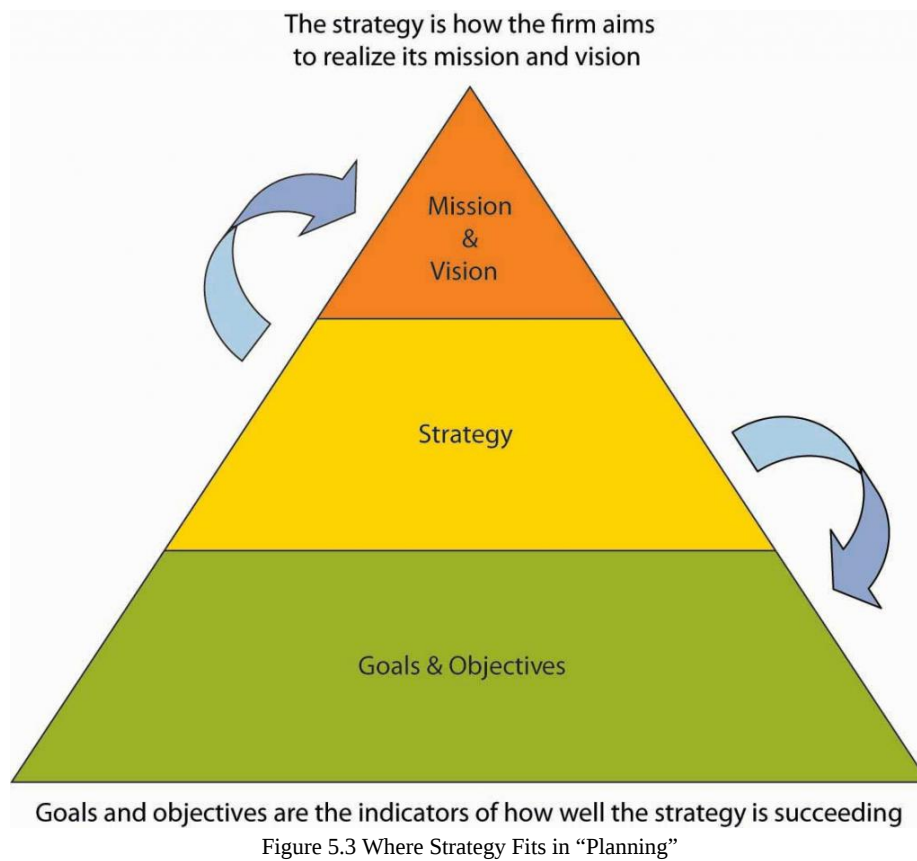 The strategy is how the firm aims
to realize its mission and vision
Mission
&
Vision
Strategy
Goals & Objectives
Goals and objectives are the indicators of how well the strategy is succeeding
Figure 5.3 Where Strategy Fits in “Planning”